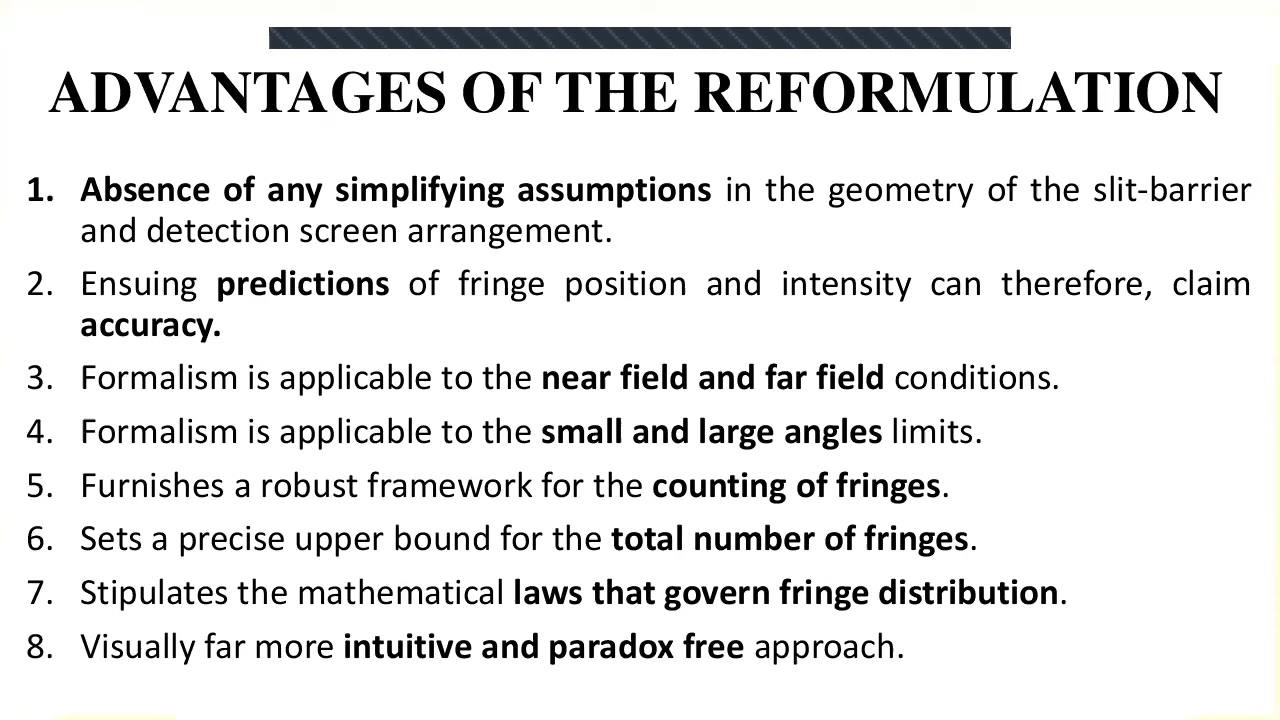 ADVANTAGES OF THE REFORMULATION
1. Absence of any simplifying assumptions in the geometry of the slit-barrier
and detection screen arrangement.
2. Ensuing predictions of fringe position and intensity can therefore, claim
accuracy.
3. Formalism is applicable to the near field and far field conditions.
4. Formalism is applicable to the small and large angles limits.
5. Furnishes a robust framework for the counting of fringes.
6. Sets a precise upper bound for the total number of fringes.
7. Stipulates the mathematical laws that govern fringe distribution.
8. Visually far more intuitive and paradox free approach.